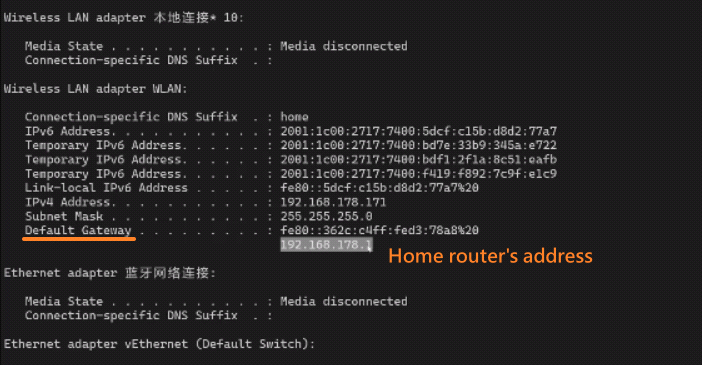 Wireless LAN adapter 本地连接* 10:
Media State . . . . . . . . . . . : Media disconnected
Connection-specific DNS Suffix  . :
Wireless LAN adapter WLAN:
Connection-specific DNS Suffix  . : home
IPv6 Address. . . . . . . . . . . : 2001:1c00:2717:7400:5dcf:c15b:d8d2:77a7
Temporary IPv6 Address. . . . . . : 2001:1c00:2717:7400:bd7e:33b9:345a:e722
Temporary IPv6 Address. . . . . . : 2001:1c00:2717:7400:bdf1:2f1a:8c51:eafb
Temporary IPv6 Address. . . . . . : 2001:1c00:2717:7400:f419:f892:7c9f:e1c9
Link-local IPv6 Address . . . . . : fe80::5dcf:c15b:d8d2:77a7%20
IPv4 Address. . . . . . . . . . . : 192.168.178.171
Subnet Mask . . . . . . . . . . . : 255.255.255.0
Default Gateway . . . . . . . . . : fe80::362c:c4ff:fed3:78a8%20
192.168.178.1
Home router's address
Ethernet adapter 蓝牙网络连接:
Media State . . . . . . . . . . . : Media disconnected
Connection-specific DNS Suffix  . :
Ethernet adapter vEthernet (Default Switch):